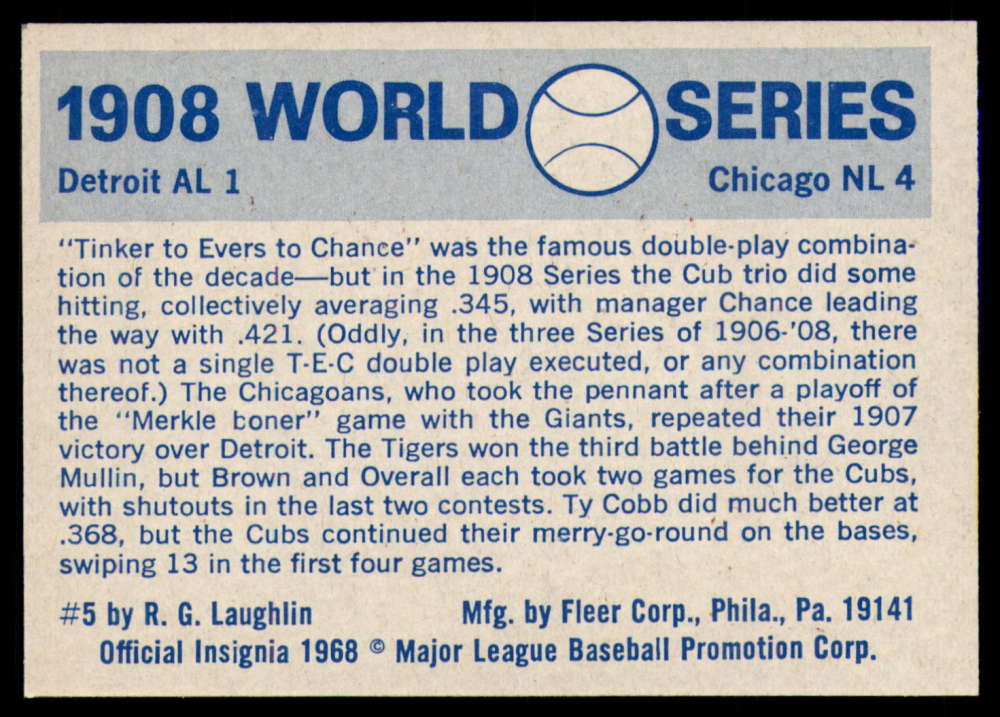 1908 WORLD SERIES
Detroit AL 1 Chicago NL 4
"Tinker to Evers to Chance" was the famous double-play combina-
tion of the decade—but in the 1908 Series the Cub trio did some
hitting, collectively averaging .345, with manager Chance leading
the way with .421. (Oddly, in the three Series of 1906-'08, there
was not a single T-E-C double play executed, or any combination
thereof.) The Chicagoans, who took the pennant after a playoff of
the "Merkle boner" game with the Giants, repeated their 1907
victory over Detroit. The Tigers won the third battle behind George
Mullin, but Brown and Overall each took two games for the Cubs,
with shutouts in the last two contests. Ty Cobb did much better at
.368, but the Cubs continued their merry-go-round on the bases,
swiping 13 in the first four games.
#5 by R. G. Laughlin Mfg. by Fleer Corp., Phila., Pa. 19141
Official Insignia 1968 © Major League Baseball Promotion Corp.